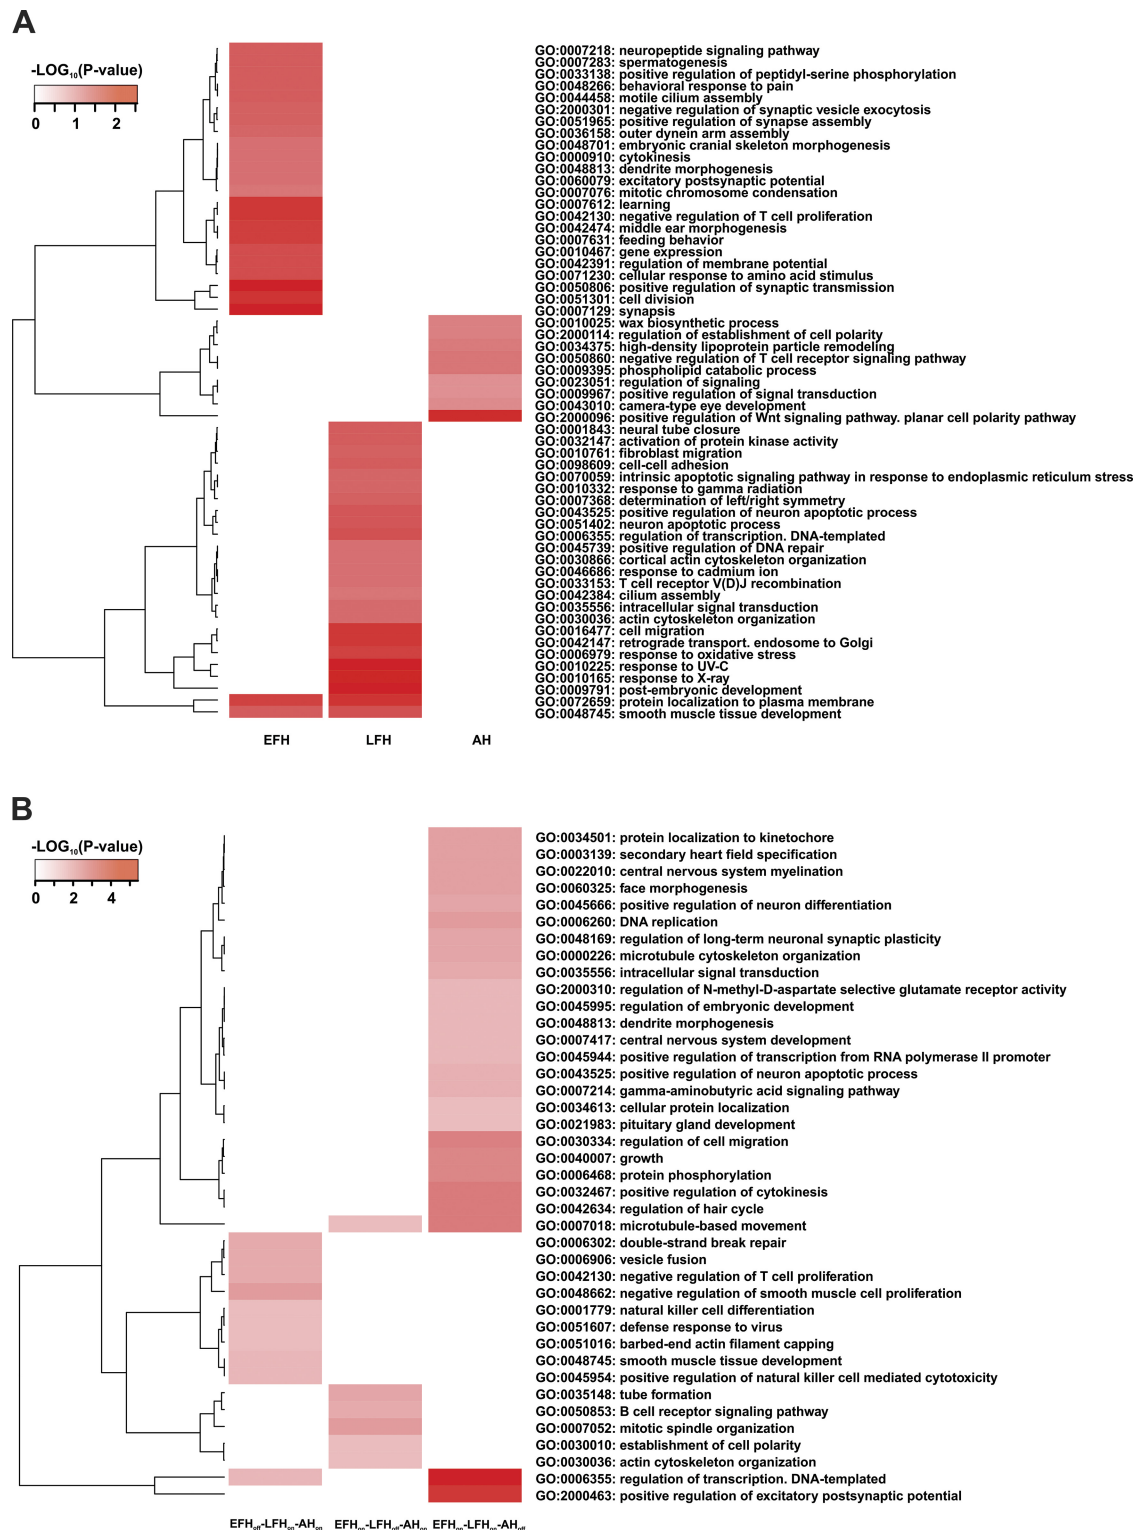 A
-LOG10(P-value)
0 1 2
GO:0007218: neuropeptide signaling pathway
GO:0007283: spermatogenesis
GO:0033138: positive regulation of peptidyl-serine phosphorylation
GO:0048266: behavioral response to pain
GO:0044458: motile cilium assembly
GO:2000301: negative regulation of synaptic vesicle exocytosis
GO:0051965: positive regulation of synapse assembly
GO:0036158: outer dynein arm assembly
GO:0048701: embryonic cranial skeleton morphogenesis
GO:0000910: cytokinesis
GO:0048813: dendrite morphogenesis
GO:0060079: excitatory postsynaptic potential
GO:0007076: mitotic chromosome condensation
GO:0007612: learning
GO:0042130: negative regulation of T cell proliferation
GO:0042474: middle ear morphogenesis
GO:0007631: feeding behavior
GO:0010467: gene expression
GO:0042391: regulation of membrane potential
GO:0071230: cellular response to amino acid stimulus
GO:0050806: positive regulation of synaptic transmission
GO:0051301: cell division
GO:0007129: synapsis
GO:0010025: wax biosynthetic process
GO:2000114: regulation of establishment of cell polarity
GO:0034375: high-density lipoprotein particle remodeling
GO:0050860: negative regulation of T cell receptor signaling pathway
GO:0009395: phospholipid catabolic process
GO:0023051: regulation of signaling
GO:0009967: positive regulation of signal transduction
GO:0043010: camera-type eye development
GO:2000096: positive regulation of Wnt signaling pathway. planar cell polarity pathway
GO:0001843: neural tube closure
GO:0032147: activation of protein kinase activity
GO:0010761: fibroblast migration
GO:0098609: cell-cell adhesion
GO:0070059: intrinsic apoptotic signaling pathway in response to endoplasmic reticulum stress
GO:0010332: response to gamma radiation
GO:0007368: determination of left/right symmetry
GO:0043525: positive regulation of neuron apoptotic process
GO:0051402: neuron apoptotic process
GO:0006355: regulation of transcription. DNA-templated
GO:0045739: positive regulation of DNA repair
GO:0030866: cortical actin cytoskeleton organization
GO:0046686: response to cadmium ion
GO:0033153: T cell receptor V(D)J recombination
GO:0042384: cilium assembly
GO:0035556: intracellular signal transduction
GO:0030036: actin cytoskeleton organization
GO:0016477: cell migration
GO:0042147: retrograde transport. endosome to Golgi
GO:0006979: response to oxidative stress
GO:0010225: response to UV-C
GO:0010165: response to X-ray
GO:0009791: post-embryonic development
GO:0072659: protein localization to plasma membrane
GO:0048745: smooth muscle tissue development
EFH LFH AH
B
-LOG10(P-value)
0 2 4
GO:0034501: protein localization to kinetochore
GO:0003139: secondary heart field specification
GO:0022010: central nervous system myelination
GO:0060325: face morphogenesis
GO:0045666: positive regulation of neuron differentiation
GO:0006260: DNA replication
GO:0048169: regulation of long-term neuronal synaptic plasticity
GO:0000226: microtubule cytoskeleton organization
GO:0035556: intracellular signal transduction
GO:2000310: regulation of N-methyl-D-aspartate selective glutamate receptor activity
GO:0045995: regulation of embryonic development
GO:0048813: dendrite morphogenesis
GO:0007417: central nervous system development
GO:0045944: positive regulation of transcription from RNA polymerase II promoter
GO:0043525: positive regulation of neuron apoptotic process
GO:0007214: gamma-aminobutyric acid signaling pathway
GO:0034613: cellular protein localization
GO:0021983: pituitary gland development
GO:0030334: regulation of cell migration
GO:0040007: growth
GO:0006468: protein phosphorylation
GO:0032467: positive regulation of cytokinesis
GO:0042634: regulation of hair cycle
GO:0007018: microtubule-based movement
GO:0006302: double-strand break repair
GO:0006906: vesicle fusion
GO:0042130: negative regulation of T cell proliferation
GO:0048662: negative regulation of smooth muscle cell proliferation
GO:0001779: natural killer cell differentiation
GO:0051607: defense response to virus
GO:0051016: barbed-end actin filament capping
GO:0048745: smooth muscle tissue development
GO:0045954: positive regulation of natural killer cell mediated cytotoxicity
GO:0035148: tube formation
GO:0050853: B cell receptor signaling pathway
GO:0007052: mitotic spindle organization
GO:0030010: establishment of cell polarity
GO:0030036: actin cytoskeleton organization
GO:0006355: regulation of transcription. DNA-templated
GO:2000463: positive regulation of excitatory postsynaptic potential
EFHoff-LFHon-AHon EFHon-LFHoff-AHon EFHon-LFHon-AHoff